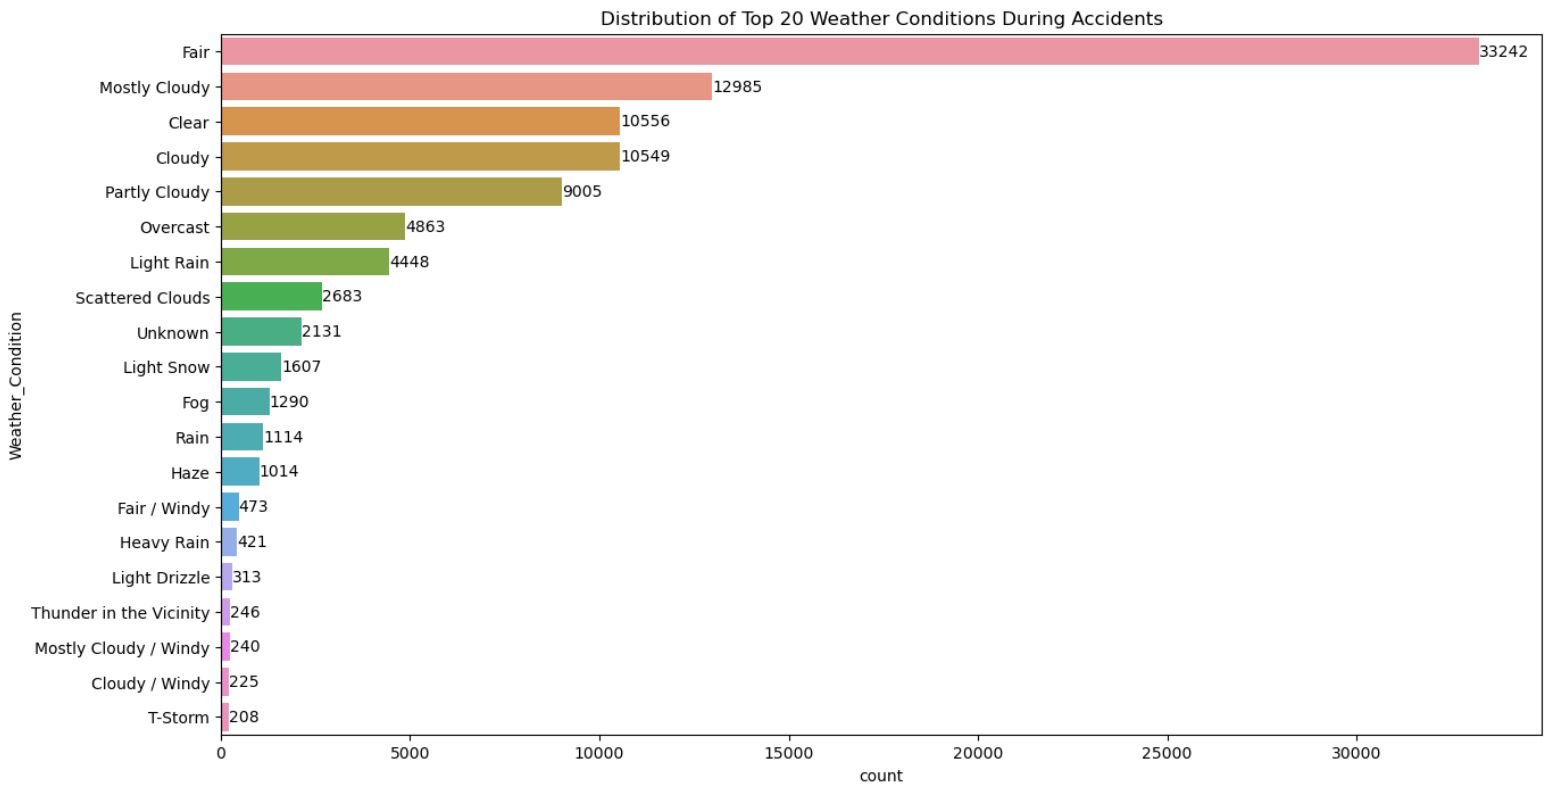 Distribution of Top 20 Weather Conditions During Accidents
Weather_Condition
Fair 33242
Mostly Cloudy 12985
Clear 10556
Cloudy 10549
Partly Cloudy 9005
Overcast 4863
Light Rain 4448
Scattered Clouds 2683
Unknown 2131
Light Snow 1607
Fog 1290
Rain 1114
Haze 1014
Fair / Windy 473
Heavy Rain 421
Light Drizzle 313
Thunder in the Vicinity 246
Mostly Cloudy / Windy 240
Cloudy / Windy 225
T-Storm 208
0 5000 10000 15000 20000 25000 30000
count